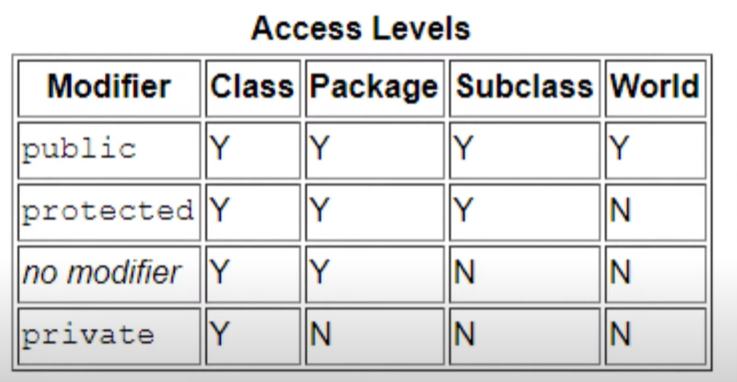 Access Levels
Modifier Class Package Subclass World
public Y Y Y Y
protected Y Y Y N
no modifier Y Y N N
private Y N N N